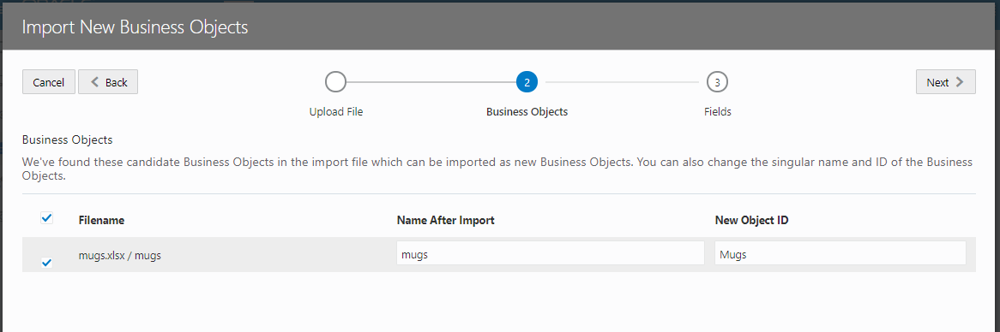 Import New Business Objects
Cancel
Back
2
3
Next
Upload File
Business Objects
Fields
Business Objects
We've found these candidate Business Objects in the import file which can be imported as new Business Objects. You can also change the singular name and ID of the Business
Objects.
Filename
Name After Import
New Object ID
mugs.xlsx / mugs
mugs
Mugs